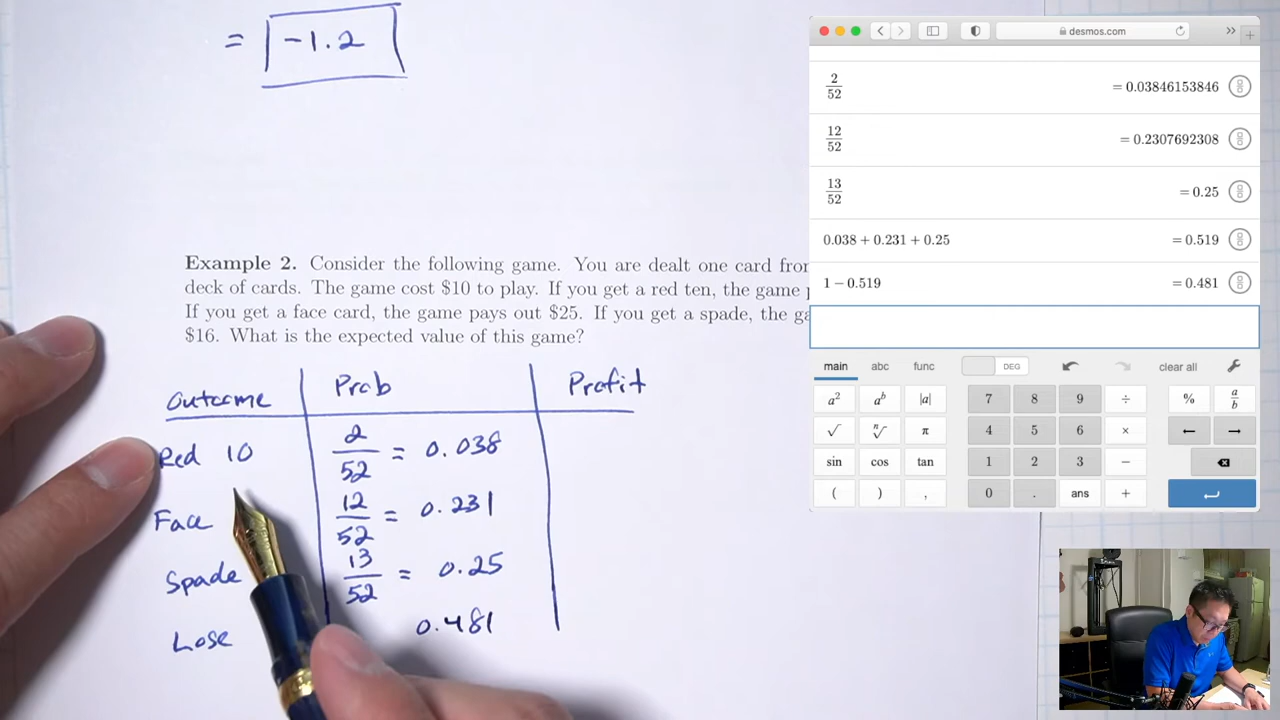 = -1.2
Example 2. Consider the following game. You are dealt one card
deck of cards. The game cost $10 to play. If you get a red ten, the game
If you get a face card, the game pays out $25. If you get a spade, the
$16. What is the expected value of this game?
Outcome Prob Profit
Red 10 2/52 = 0.038
Face 12/52 = 0.231
Spade 13/52 = 0.25
Lose 0.481
desmos.com
2/52 = 0.03846153846
12/52 = 0.2307692308
13/52 = 0.25
0.038 + 0.231 + 0.25 = 0.519
1 − 0.519 = 0.481
main abc func DEG clear all
a² aᵇ |a| 7 8 9 ÷ % a/b
√ ⁿ√ π 4 5 6 × ← →
sin cos tan 1 2 3 −
( ) , 0 . ans +